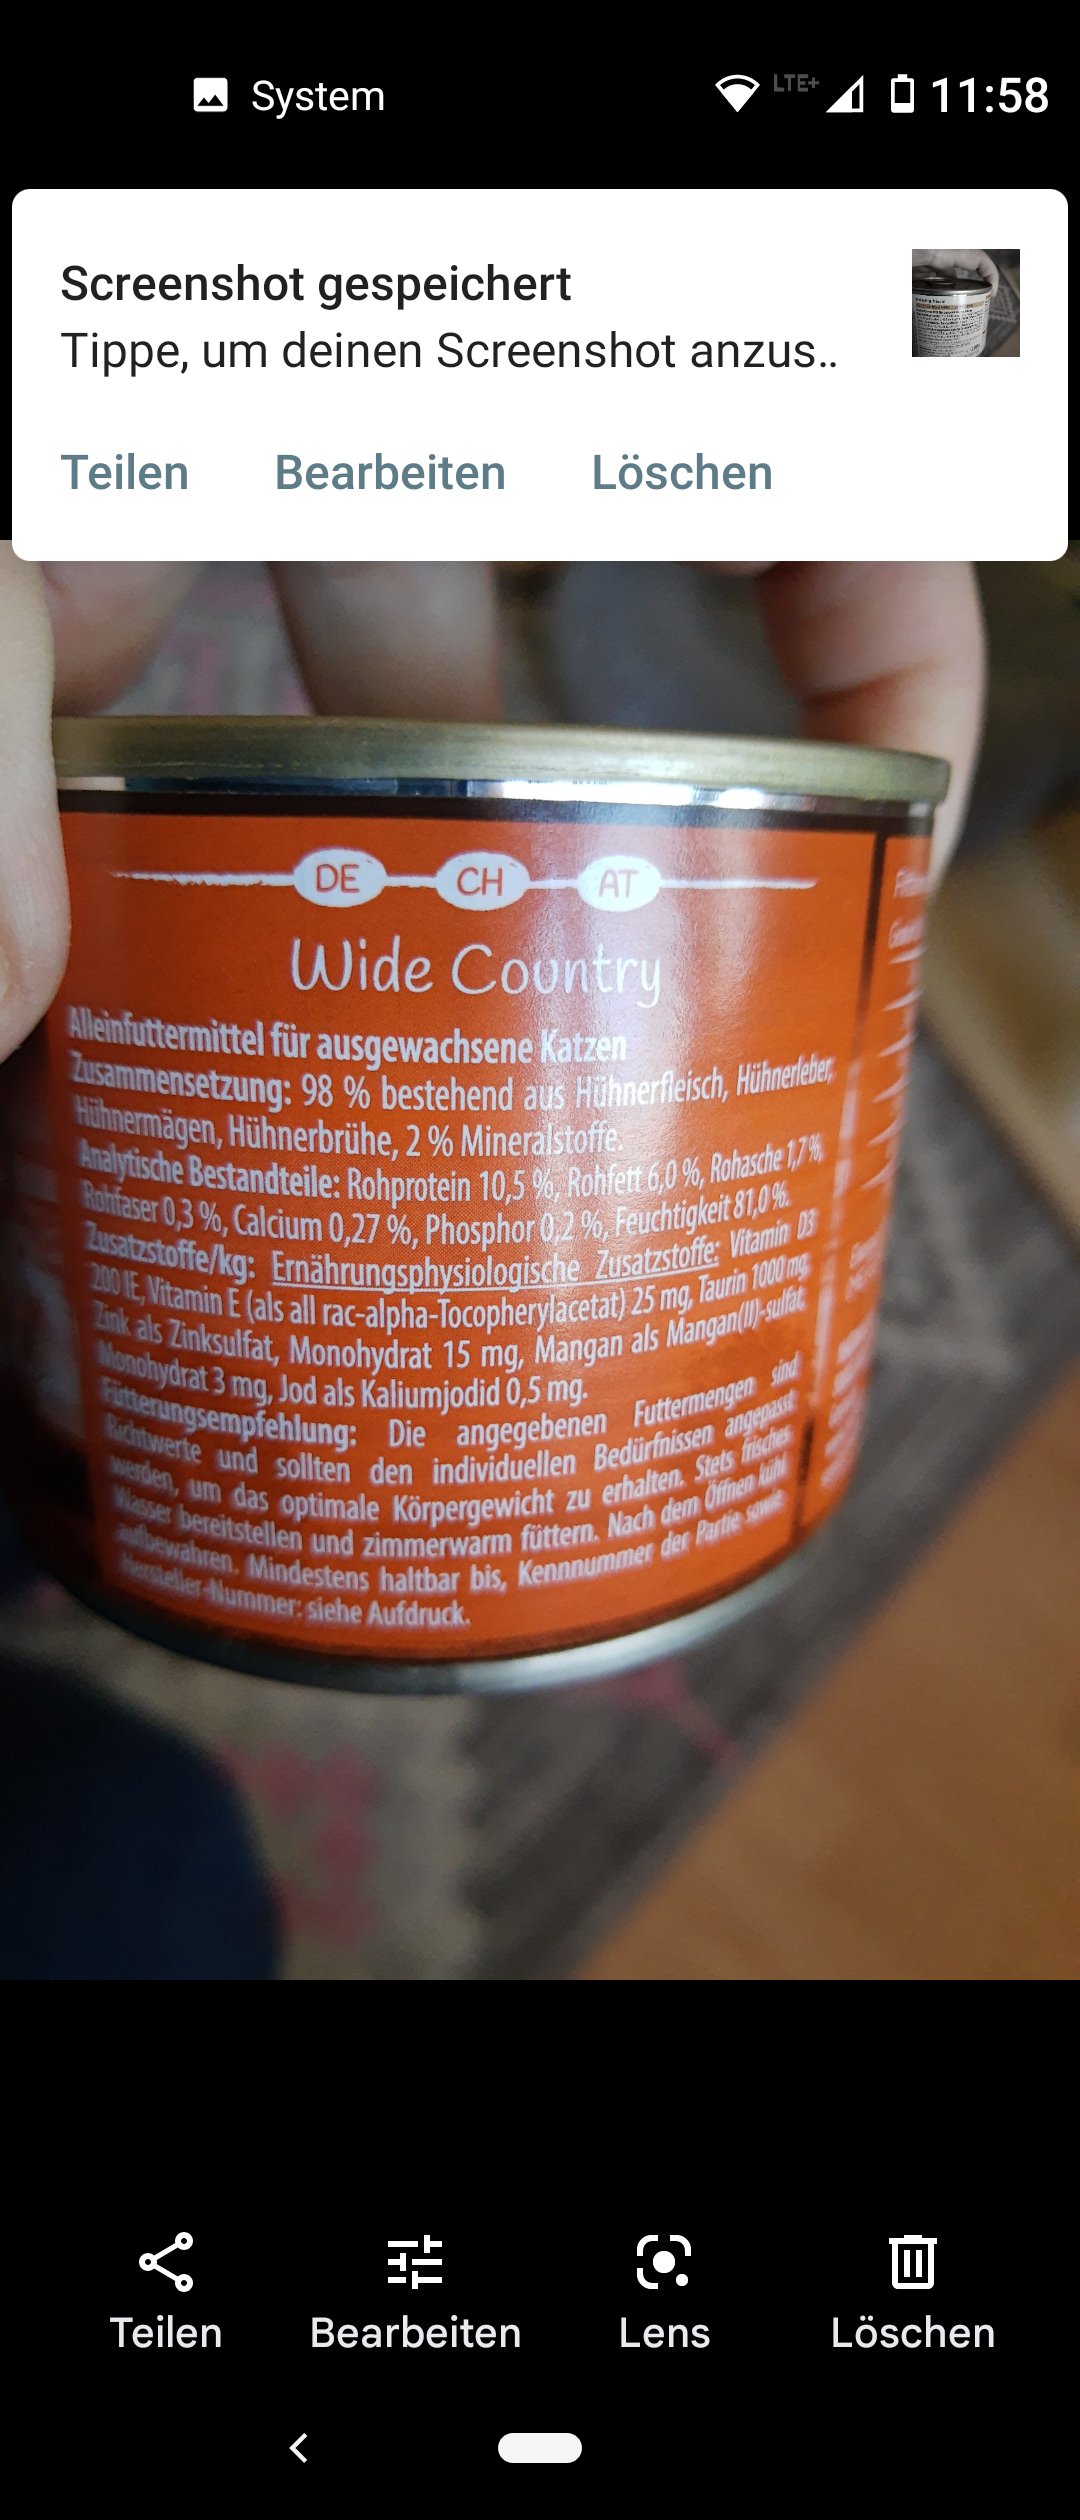 System LTE+ 11:58
Screenshot gespeichert
Tippe, um deinen Screenshot anzus..
Teilen Bearbeiten Löschen
DE CH AT
Wide Country
Alleinfuttermittel für ausgewachsene Katzen
Zusammensetzung: 98 % bestehend aus Hühnerfleisch, Hühnerleber,
Hühnermägen, Hühnerbrühe, 2 % Mineralstoffe.
Analytische Bestandteile: Rohprotein 10,5 %, Rohfett 6,0 %, Rohasche 1,7 %,
Rohfaser 0,3 %, Calcium 0,27 %, Phosphor 0,2 %, Feuchtigkeit 81,0 %.
Zusatzstoffe/kg: Ernährungsphysiologische Zusatzstoffe: Vitamin D3
200 IE, Vitamin E (als all rac-alpha-Tocopherylacetat) 25 mg, Taurin 1000 mg,
Zink als Zinksulfat, Monohydrat 15 mg, Mangan als Mangan(II)-sulfat,
Monohydrat 3 mg, Jod als Kaliumjodid 0,5 mg.
Fütterungsempfehlung: Die angegebenen Futtermengen sind
Richtwerte und sollten den individuellen Bedürfnissen angepasst
werden, um das optimale Körpergewicht zu erhalten. Stets frisches
Wasser bereitstellen und zimmerwarm füttern. Nach dem Öffnen kühl
aufbewahren. Mindestens haltbar bis, Kennnummer der Partie sowie
Hersteller-Nummer: siehe Aufdruck.
Teilen Bearbeiten Lens Löschen